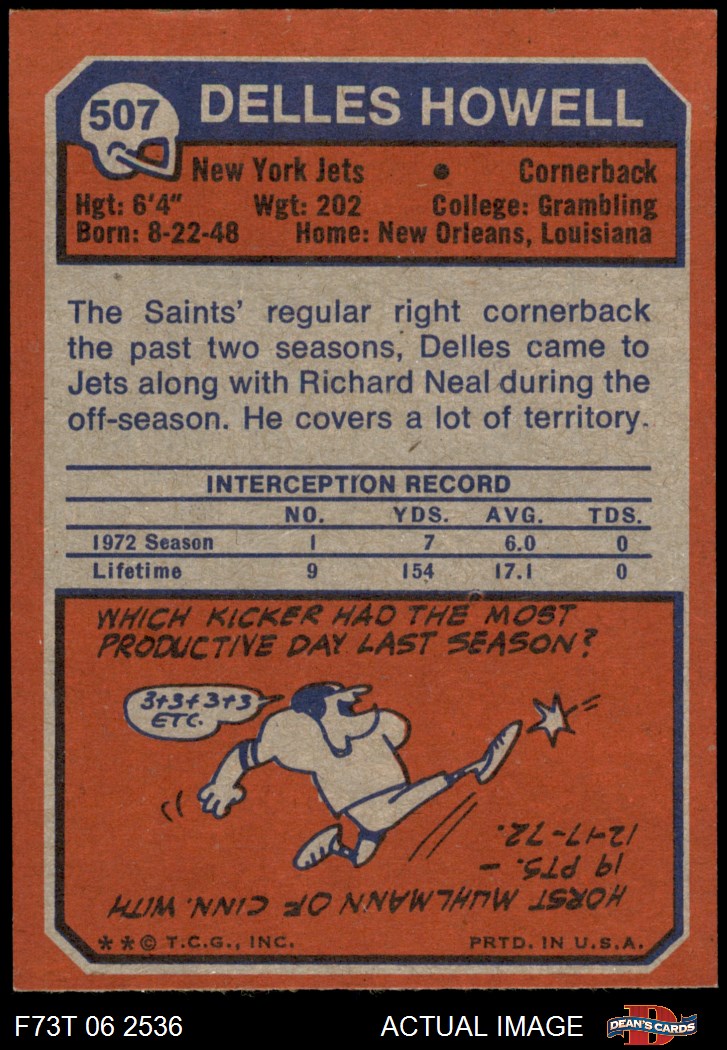 507
DELLES HOWELL
New York Jets • Cornerback
Hgt: 6'4" Wgt: 202 College: Grambling
Born: 8-22-48 Home: New Orleans, Louisiana
The Saints' regular right cornerback
the past two seasons, Delles came to
Jets along with Richard Neal during the
off-season. He covers a lot of territory.
INTERCEPTION RECORD
NO. YDS. AVG. TDS.
1972 Season 1 7 6.0 0
Lifetime 9 154 17.1 0
WHICH KICKER HAD THE MOST
PRODUCTIVE DAY LAST SEASON?
3+3+3+3
ETC.
HORST MUHLMANN OF CINN. WITH
19 PTS. –
12-17-72.
**© T.C.G., INC. PRTD. IN U.S.A.
F73T 06 2536 ACTUAL IMAGE DEAN'S CARDS